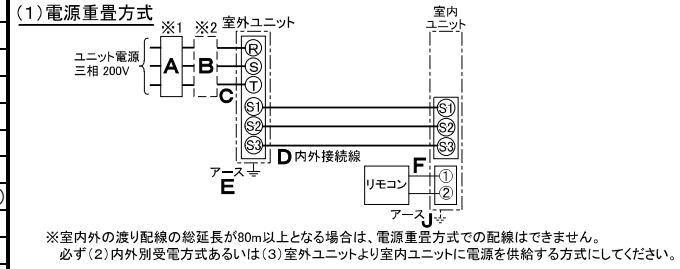 (1)電源重畳方式
※1 ※2 室外ユニット
室内
ユニット
ユニット電源
三相 200V
A
B
C
R
S
T
S1
S2
S3
S1
S2
S3
D 内外接続線
アース
E
リモコン
F
①
②
アース J
※室内外の渡り配線の総延長が80m以上となる場合は、電源重畳方式での配線はできません。
必ず(2)内外別受電方式あるいは(3)室外ユニットより室内ユニットに電源を供給する方式にしてください。